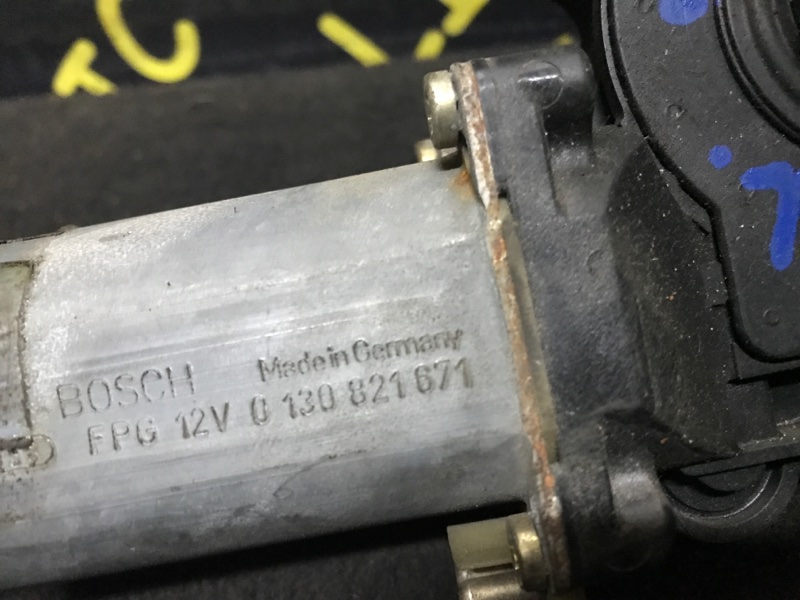 BOSCH Made in Germany
FPG 12V 0 130 821 671